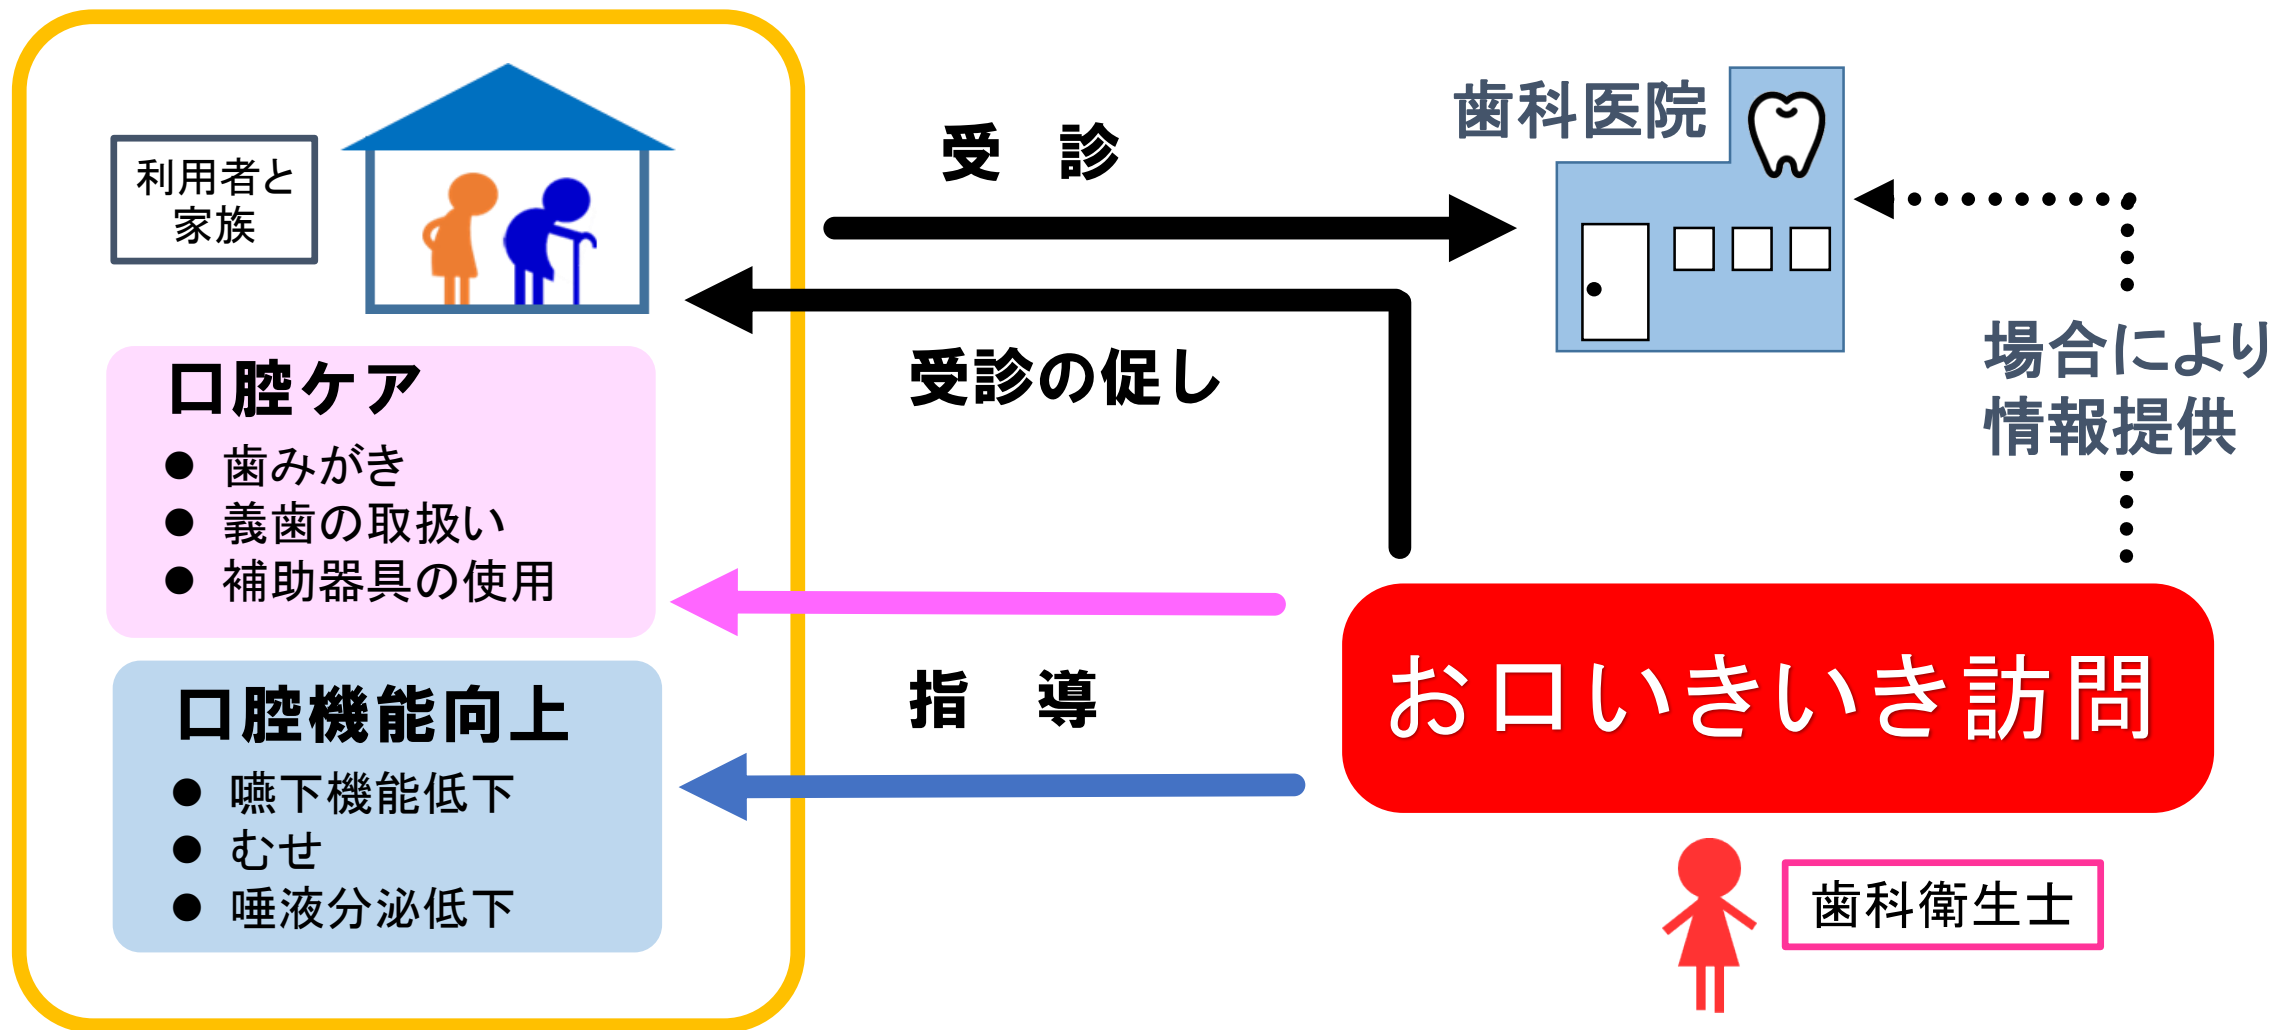 利用者と
家族
口腔ケア
● 歯みがき
● 義歯の取扱い
● 補助器具の使用
口腔機能向上
● 嚥下機能低下
● むせ
● 唾液分泌低下
受　診
受診の促し
指　導
歯科医院
場合により
情報提供
お口いきいき訪問
歯科衛生士